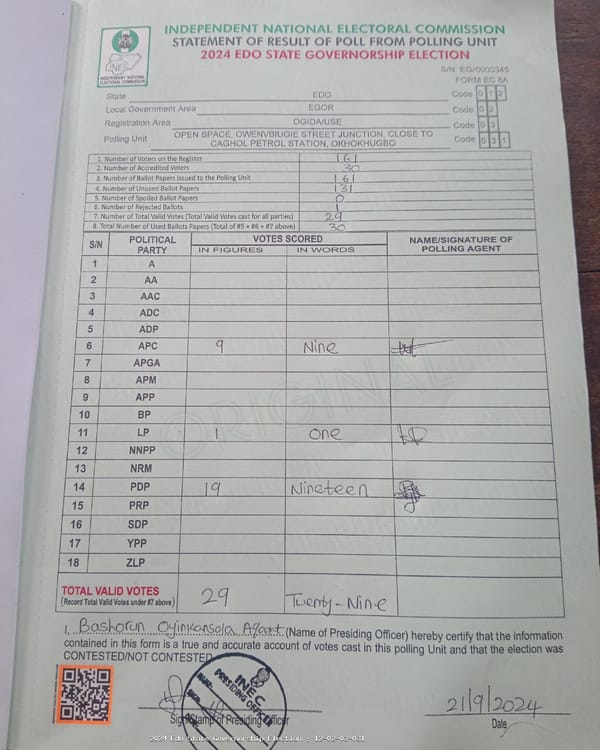 INDEPENDENT NATIONAL ELECTORAL COMMISSION
STATEMENT OF RESULT OF POLL FROM POLLING UNIT
2024 EDO STATE GOVERNORSHIP ELECTION
INEC
INDEPENDENT NATIONAL ELECTORAL COMMISSION
S/N: EG/0000346
FORM EC 8A
State EDO Code 0 1 2
Local Government Area EGOR Code 0 2
Registration Area OGIDA/USE Code 0 3
Polling Unit OPEN SPACE, OWENVBIUGIE STREET JUNCTION, CLOSE TO CAGHOL PETROL STATION, OKHOKHUGBO Code 0 3 1
1. Number of Voters on the Register 161
2. Number of Accredited Voters 30
3. Number of Ballot Papers Issued to the Polling Unit 161
4. Number of Unused Ballot Papers 131
5. Number of Spoiled Ballot Papers 0
6. Number of Rejected Ballots 1
7. Number of Total Valid Votes (Total Valid Votes cast for all parties) 29
8. Total Number of Used Ballots Papers (Total of #5 + #6 + #7 above) 30
S/N POLITICAL PARTY VOTES SCORED NAME/SIGNATURE OF POLLING AGENT
IN FIGURES IN WORDS
1 A
2 AA
3 AAC
4 ADC
5 ADP
6 APC 9 Nine
7 APGA
8 APM
9 APP
10 BP
11 LP 1 One
12 NNPP
13 NRM
14 PDP 19 Nineteen
15 PRP
16 SDP
17 YPP
18 ZLP
ORIGINAL
TOTAL VALID VOTES 29 Twenty-Nine
(Record Total Valid Votes under #7 above)
I, Bashorun Oyinkansola (Name of Presiding Officer) hereby certify that the information
contained in this form is a true and accurate account of votes cast in this polling Unit and that the election was
CONTESTED/NOT CONTESTED
INEC
PRESIDING OFFICER
Sign/Stamp of Presiding Officer
21/9/2024
Date
2024 Edo State Governorship Election : 12-02-03-031